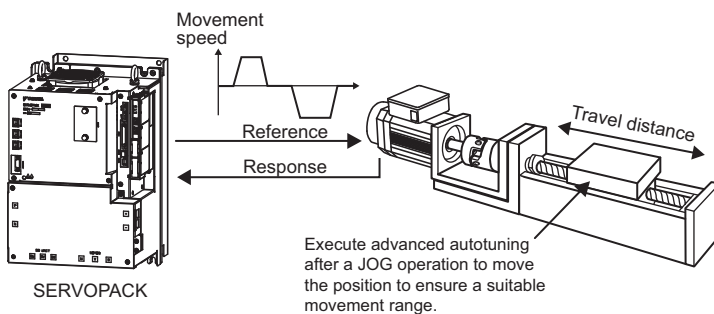 Movement
speed
Reference
Response
Travel distance
Execute advanced autotuning
after a JOG operation to move
the position to ensure a suitable
movement range.
SERVOPACK